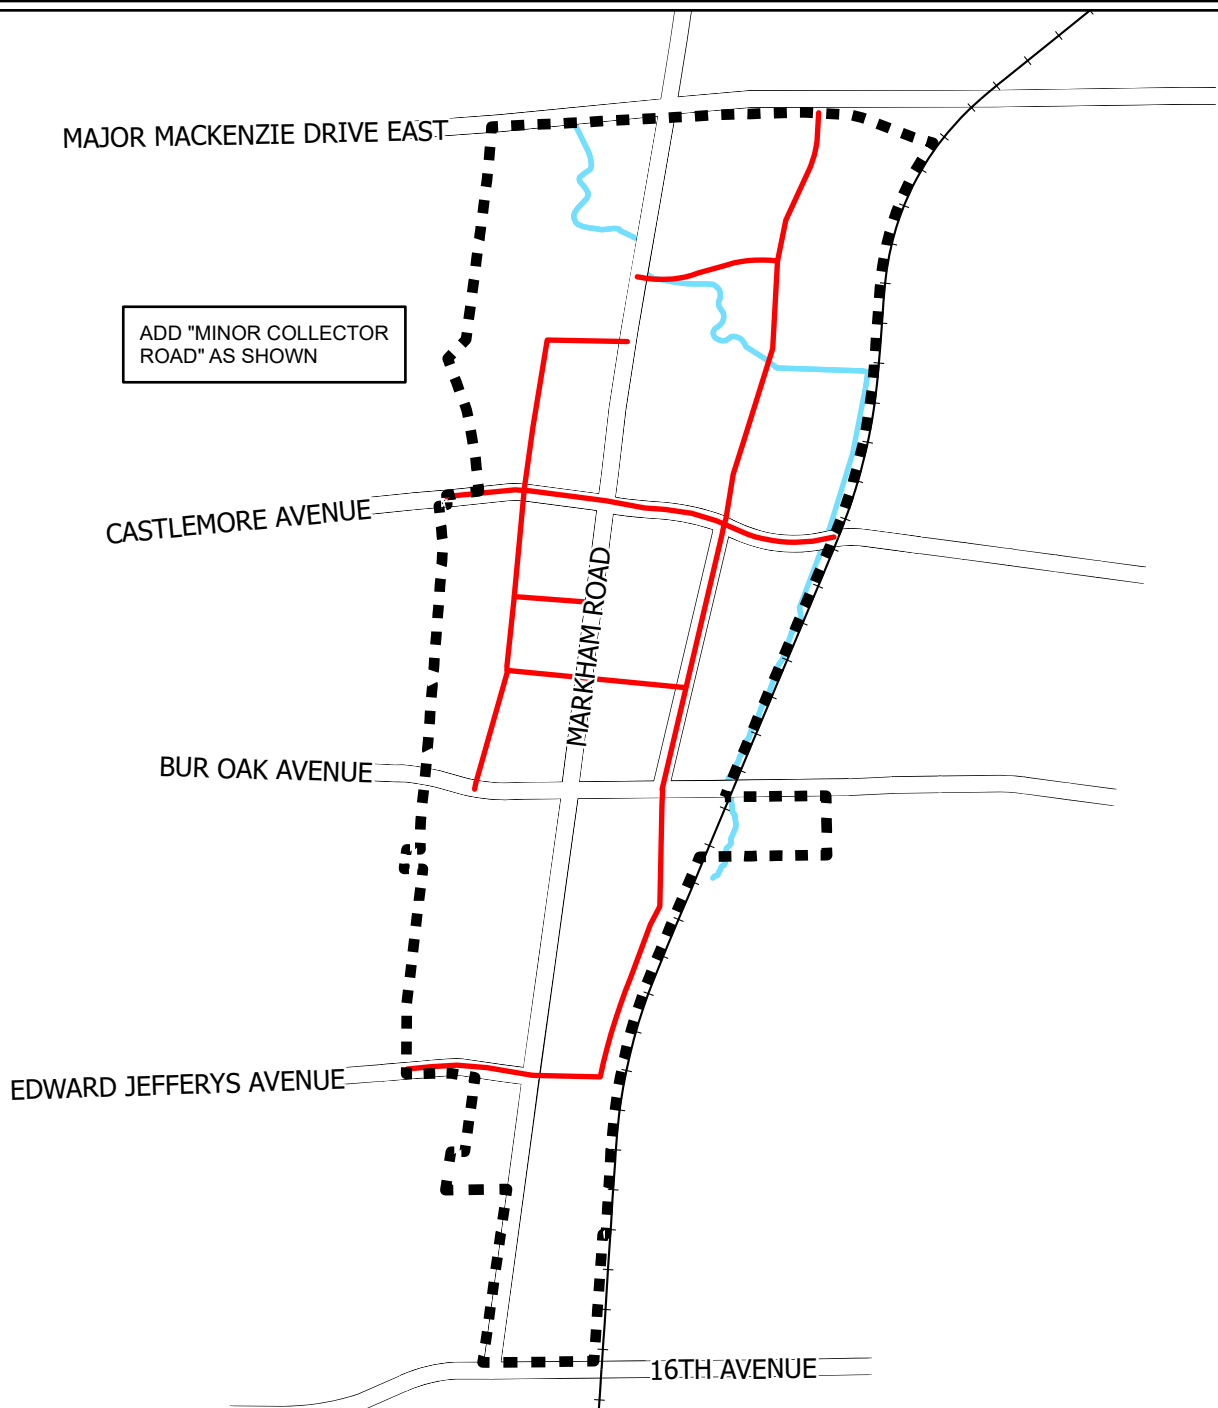 MAJOR MACKENZIE DRIVE EAST
ADD "MINOR COLLECTOR
ROAD" AS SHOWN
CASTLEMORE AVENUE
MARKHAM ROAD
BUR OAK AVENUE
EDWARD JEFFERYS AVENUE
16TH AVENUE